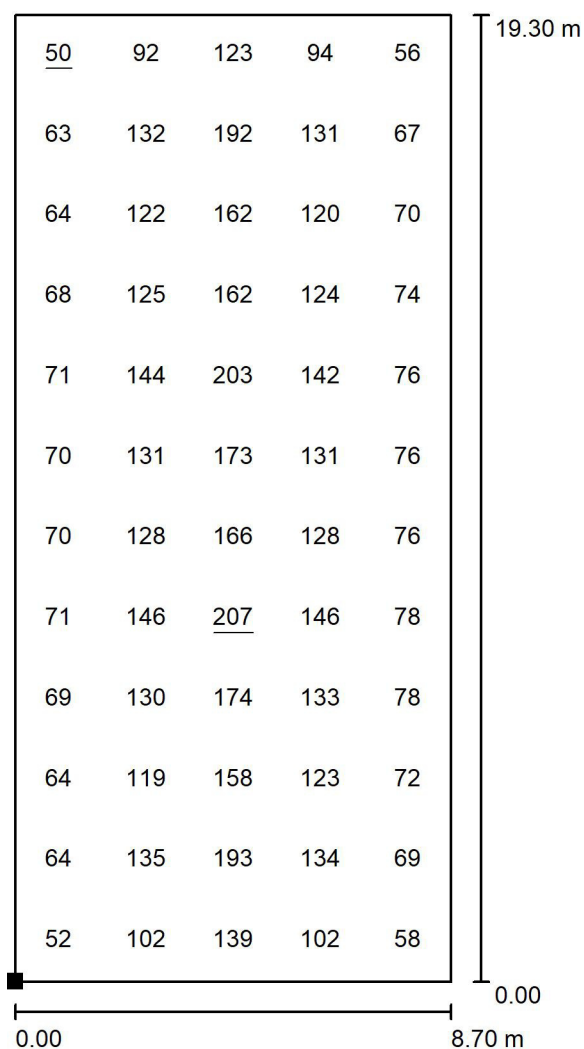 19.30 m
50 92 123 94 56
63 132 192 131 67
64 122 162 120 70
68 125 162 124 74
71 144 203 142 76
70 131 173 131 76
70 128 166 128 76
71 146 207 146 78
69 130 174 133 78
64 119 158 123 72
64 135 193 134 69
52 102 139 102 58
0.00
0.00 8.70 m